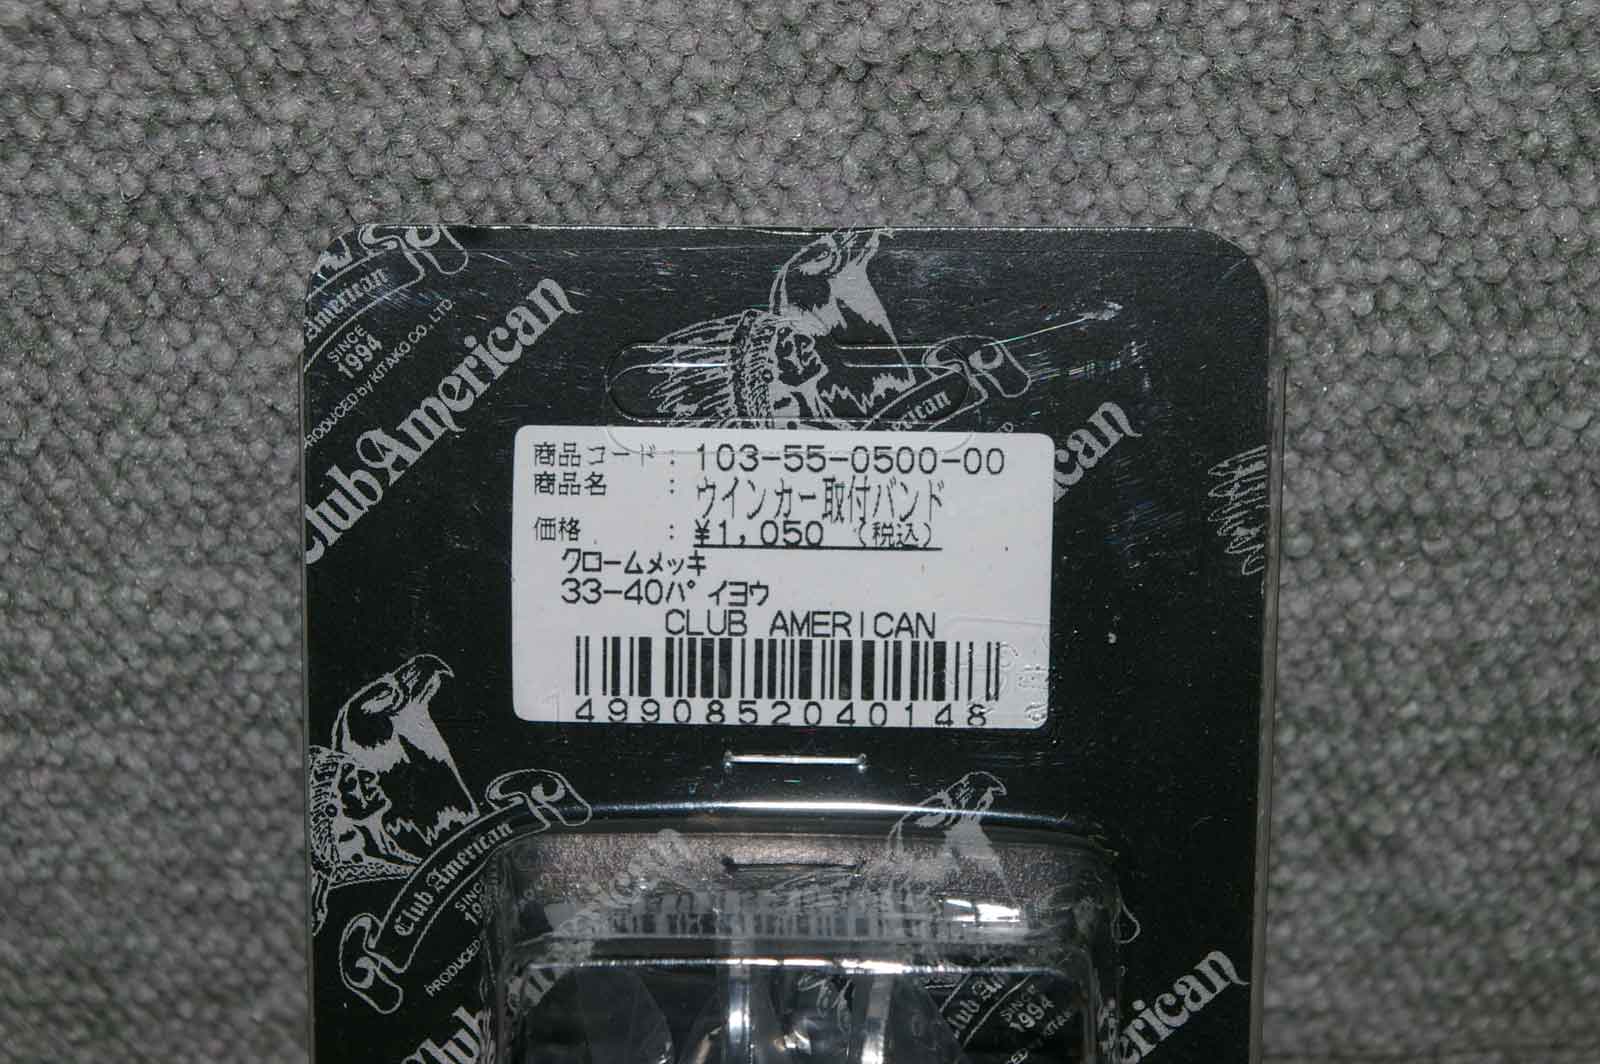 American
SINCE
1994
PRODUCED by KITAKO CO., LTD.
Club American
商品コード : 103-55-0500-00
商品名 : ウインカー取付バンド
価格 : ¥1,050 (税込)
クロームメッキ
33-40パイヨウ
CLUB AMERICAN
4990852040148
Club American
American